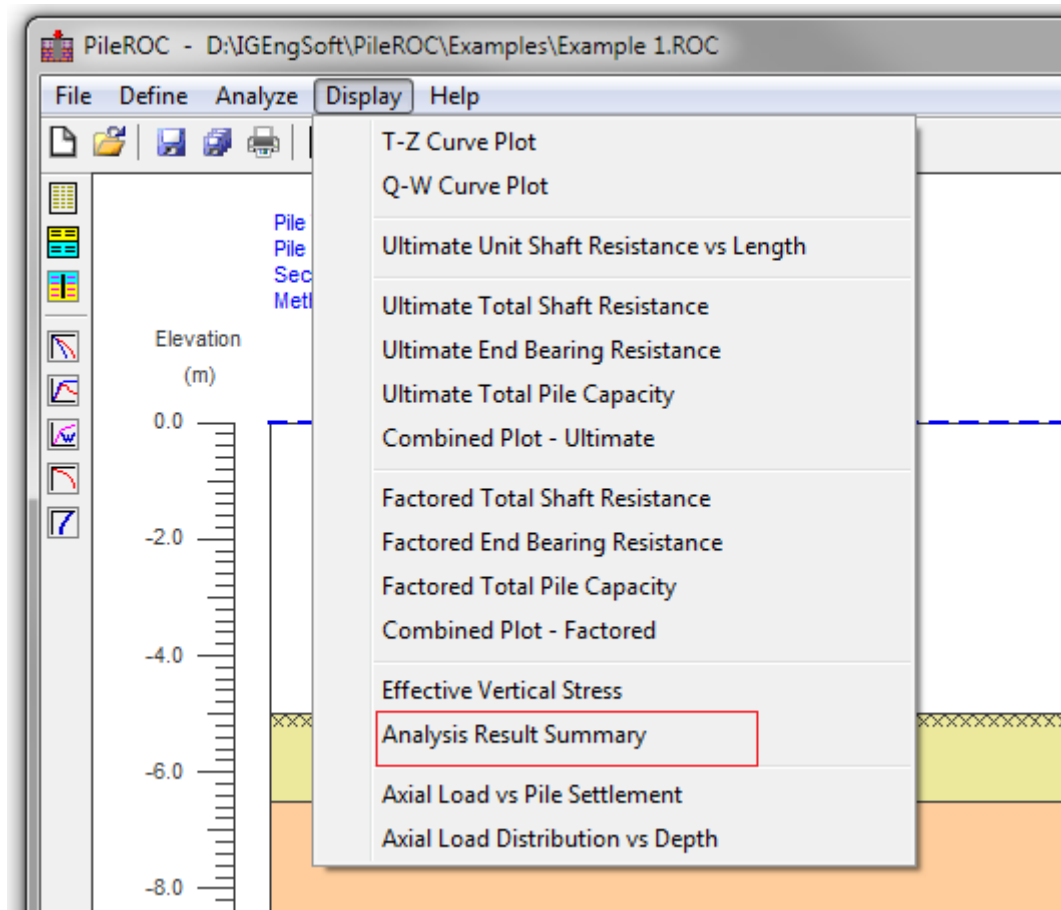 PileROC - D:\IGEngSoft\PileROC\Examples\Example 1.ROC
File Define Analyze Display Help
T-Z Curve Plot
Q-W Curve Plot
Ultimate Unit Shaft Resistance vs Length
Ultimate Total Shaft Resistance
Ultimate End Bearing Resistance
Ultimate Total Pile Capacity
Combined Plot - Ultimate
Factored Total Shaft Resistance
Factored End Bearing Resistance
Factored Total Pile Capacity
Combined Plot - Factored
Effective Vertical Stress
Analysis Result Summary
Axial Load vs Pile Settlement
Axial Load Distribution vs Depth
Pile
Pile
Elevation
(m)
0.0
-2.0
-4.0
-6.0
-8.0